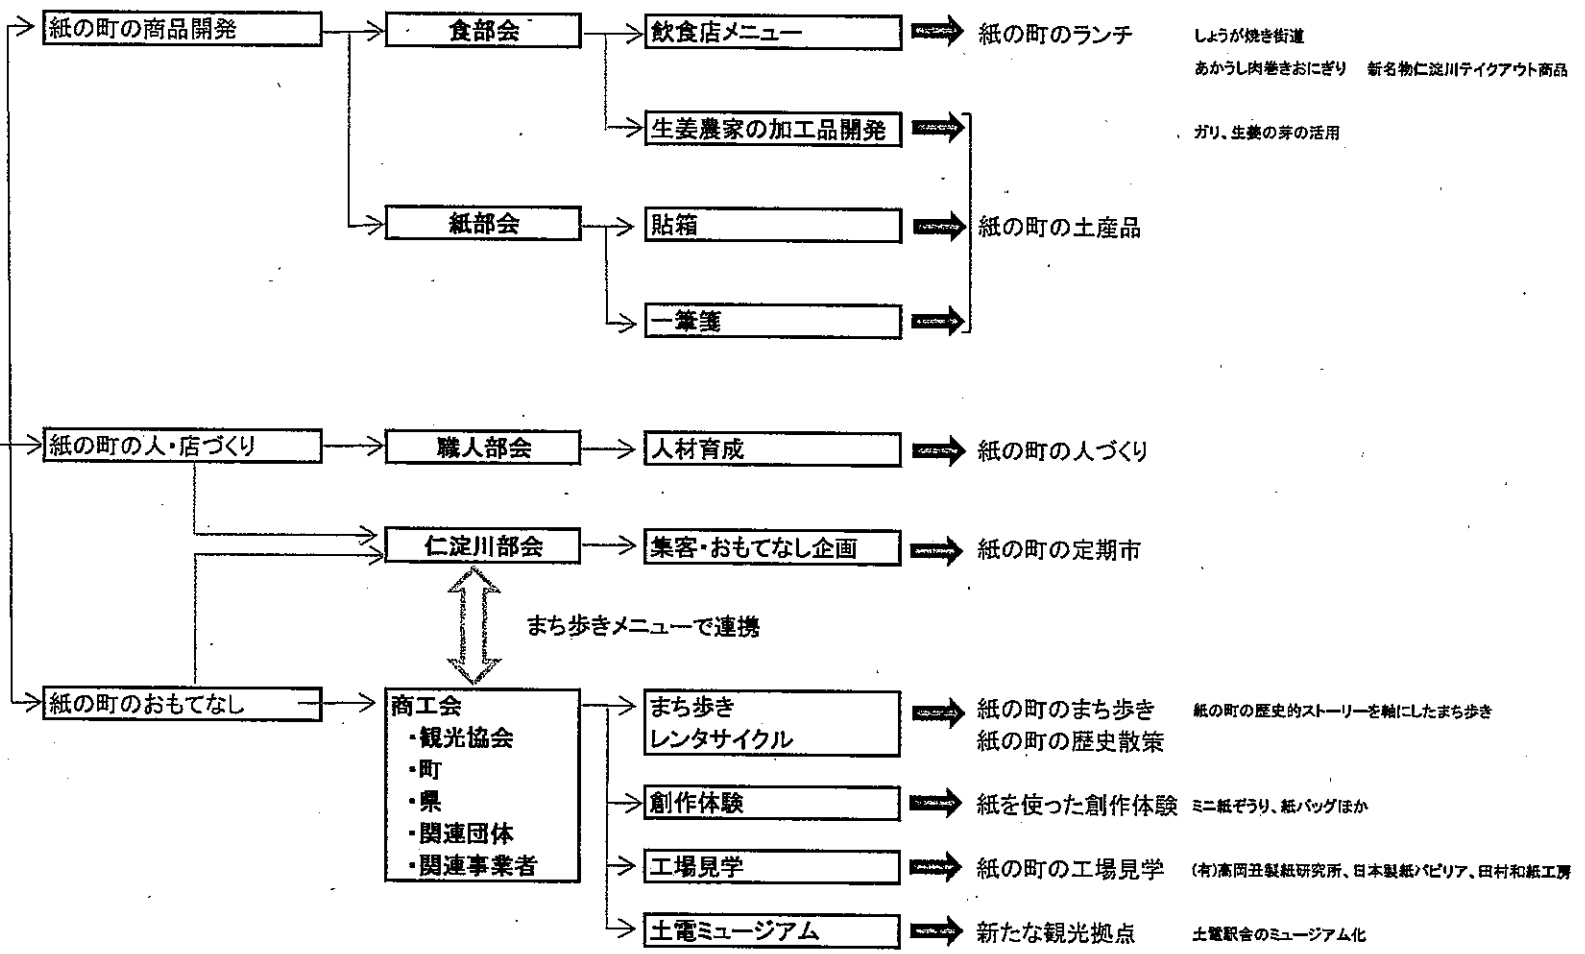 紙の町の商品開発
食部会
飲食店メニュー
紙の町のランチ
しょうが焼き街道
あかうし肉巻きおにぎり　新名物仁淀川テイクアウト商品
生姜農家の加工品開発
ガリ、生姜の芽の活用
紙部会
貼箱
紙の町の土産品
一筆箋
紙の町の人・店づくり
職人部会
人材育成
紙の町の人づくり
仁淀川部会
集客・おもてなし企画
紙の町の定期市
まち歩きメニューで連携
紙の町のおもてなし
商工会
・観光協会
・町
・県
・関連団体
・関連事業者
まち歩き
レンタサイクル
紙の町のまち歩き
紙の町の歴史散策
紙の町の歴史的ストーリーを軸にしたまち歩き
創作体験
紙を使った創作体験
ミニ紙ぞうり、紙バッグほか
工場見学
紙の町の工場見学
(有)高岡丑製紙研究所、日本製紙パピリア、田村和紙工房
土電ミュージアム
新たな観光拠点
土電駅舎のミュージアム化